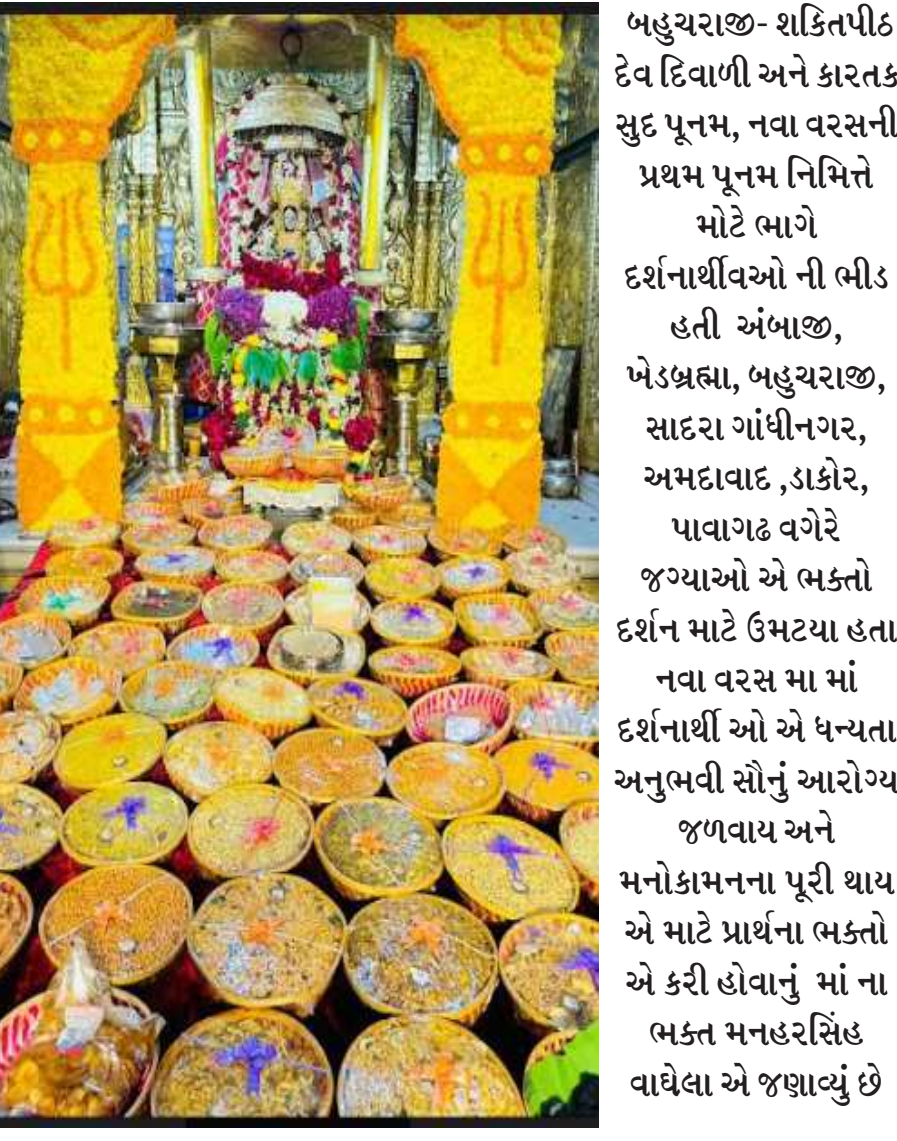 બહુચરાજી- શકિતપીઠ
દેવ દિવાળી અને કારતક
સુદ પૂનમ, નવા વરસની
પ્રથમ પૂનમ નિમિત્તે
મોટે ભાગે
દર્શનાર્થીવઓ ની ભીડ
હતી અંબાજી,
ખેડબ્રહ્મા, બહુચરાજી,
સાદરા ગાંધીનગર,
અમદાવાદ ,ડાકોર,
પાવાગઢ વગેરે
જગ્યાઓ એ ભક્તો
દર્શન માટે ઉમટયા હતા
નવા વરસ મા માં
દર્શનાર્થી ઓ એ ધન્યતા
અનુભવી સૌનું આરોગ્ય
જળવાય અને
મનોકામનના પૂરી થાય
એ માટે પ્રાર્થના ભક્તો
એ કરી હોવાનું માં ના
ભક્ત મનહરસિંહ
વાઘેલા એ જણાવ્યું છે